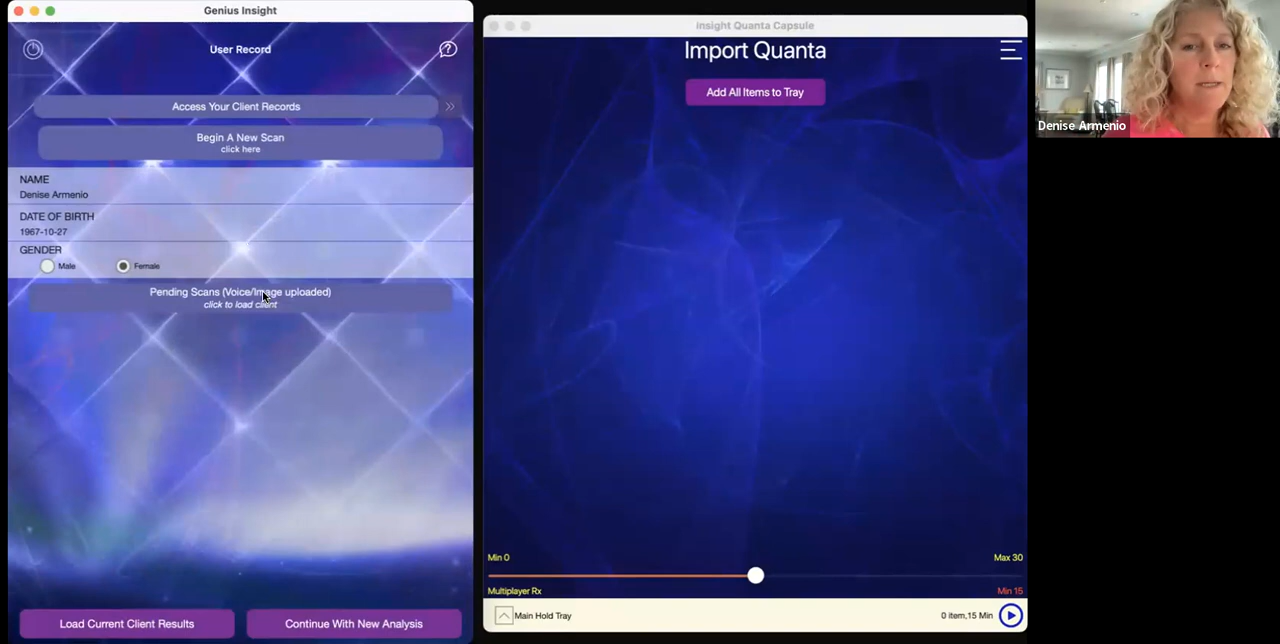 Genius Insight
User Record
Access Your Client Records
Begin A New Scan
click here
NAME
Denise Armenio
DATE OF BIRTH
1967-10-27
GENDER
Male
Female
Pending Scans (Voice/Image uploaded)
click to load client
Load Current Client Results
Continue With New Analysis
Insight Quanta Capsule
Import Quanta
Add All Items to Tray
Min 0
Max 30
Multiplayer Rx
Min 15
Main Hold Tray
0 item,15 Min
Denise Armenio